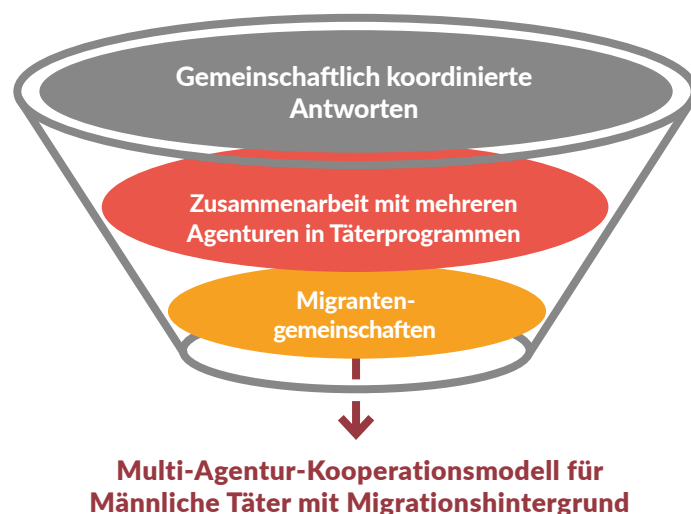 Gemeinschaftlich koordinierte
Antworten
Zusammenarbeit mit mehreren
Agenturen in Täterprogrammen
Migranten-
gemeinschaften
Multi-Agentur-Kooperationsmodell für
Männliche Täter mit Migrationshintergrund